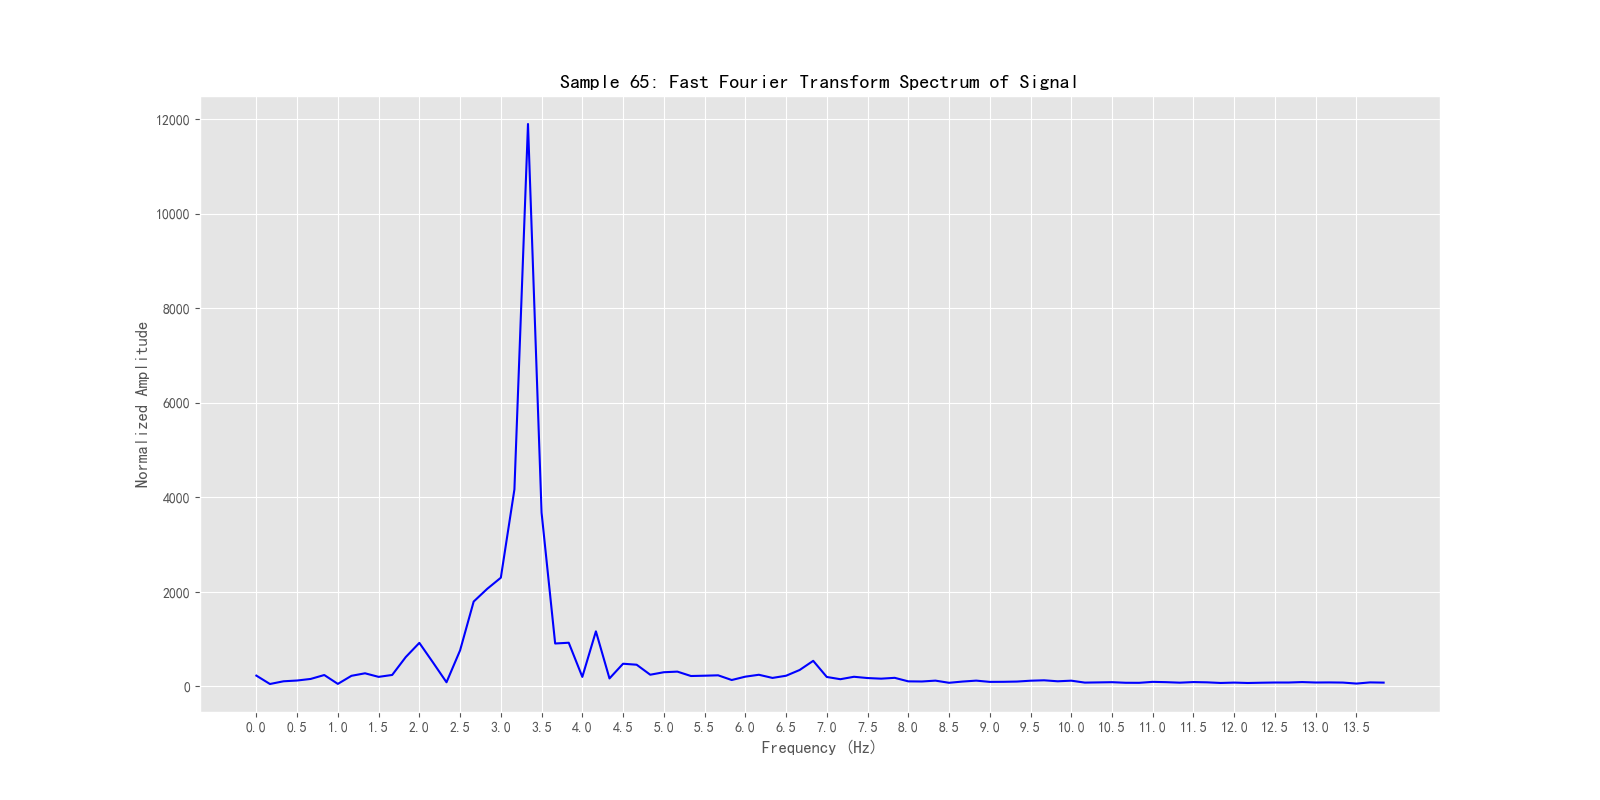 Sample 65: Fast Fourier Transform Spectrum of Signal
12000
10000
8000
6000
4000
2000
0
Normalized Amplitude
0.0 0.5 1.0 1.5 2.0 2.5 3.0 3.5 4.0 4.5 5.0 5.5 6.0 6.5 7.0 7.5 8.0 8.5 9.0 9.5 10.0 10.5 11.0 11.5 12.0 12.5 13.0 13.5
Frequency (Hz)